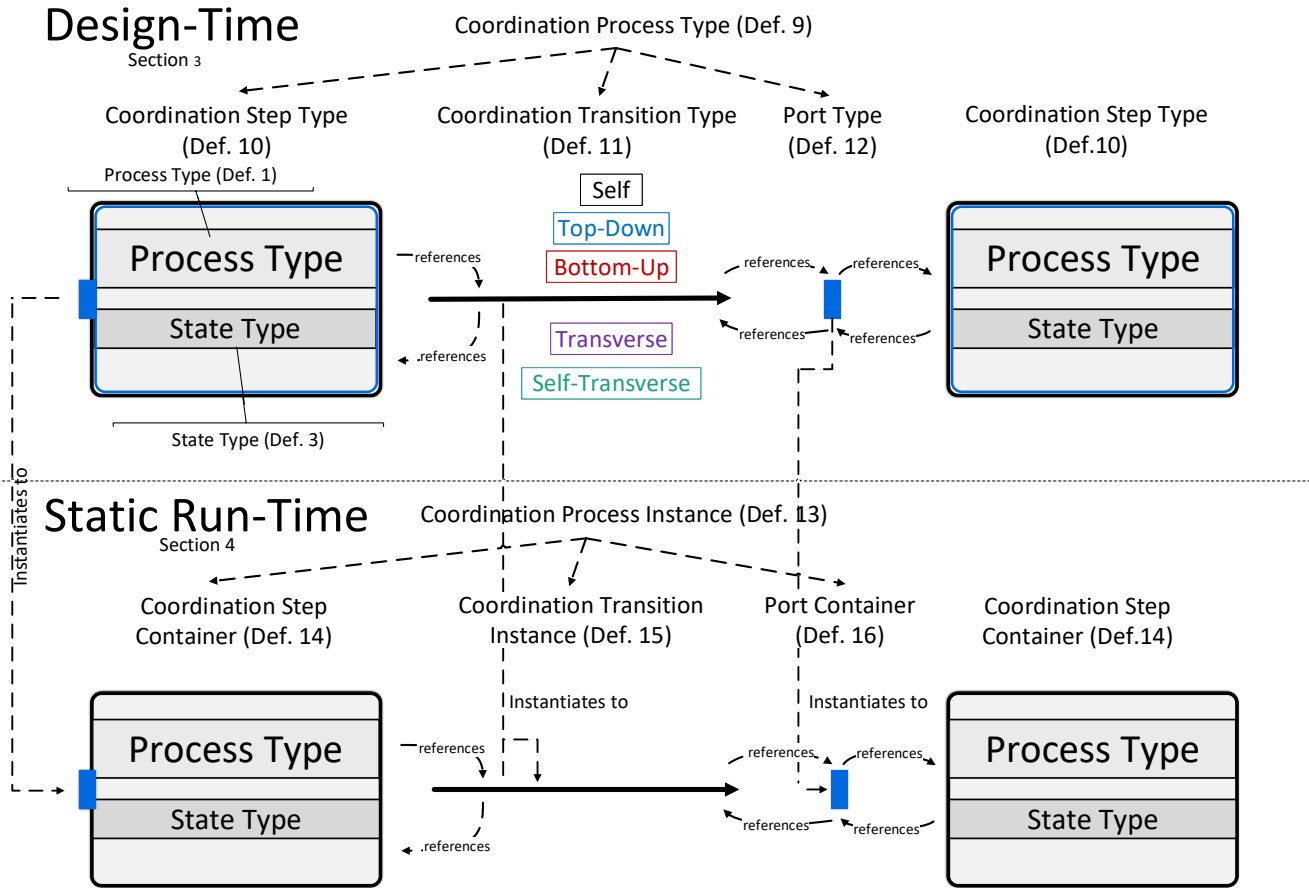 Design-Time
Section 3
Coordination Process Type (Def. 9)
Coordination Step Type
(Def. 10)
Coordination Transition Type
(Def. 11)
Port Type
(Def. 12)
Coordination Step Type
(Def.10)
Process Type (Def. 1)
Self
Top-Down
Bottom-Up
Transverse
Self-Transverse
Process Type
State Type
references
.references
references
references
references
references
Process Type
State Type
State Type (Def. 3)
Instantiates to
Static Run-Time
Section 4
Coordination Process Instance (Def. 13)
Coordination Step
Container (Def. 14)
Coordination Transition
Instance (Def. 15)
Port Container
(Def. 16)
Coordination Step
Container (Def.14)
Instantiates to
Instantiates to
Process Type
State Type
references
.references
references
references
references
references
Process Type
State Type